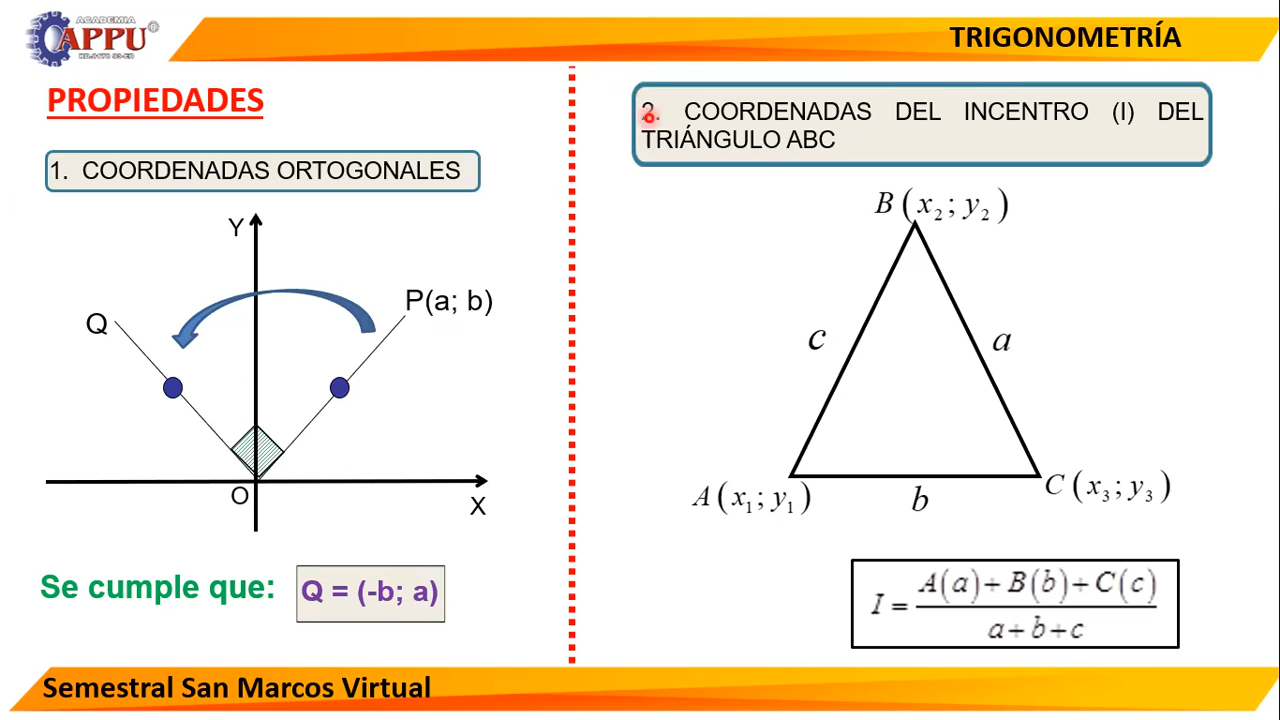 ACADEMIA
APPU
TRIGONOMETRÍA
PROPIEDADES
1. COORDENADAS ORTOGONALES
Y
Q
P(a; b)
O
X
Se cumple que:
Q = (-b; a)
2. COORDENADAS DEL INCENTRO (I) DEL
TRIÁNGULO ABC
B(x₂; y₂)
c
a
A(x₁; y₁)
b
C(x₃; y₃)
I = A(a)+B(b)+C(c)
a+b+c
Semestral San Marcos Virtual